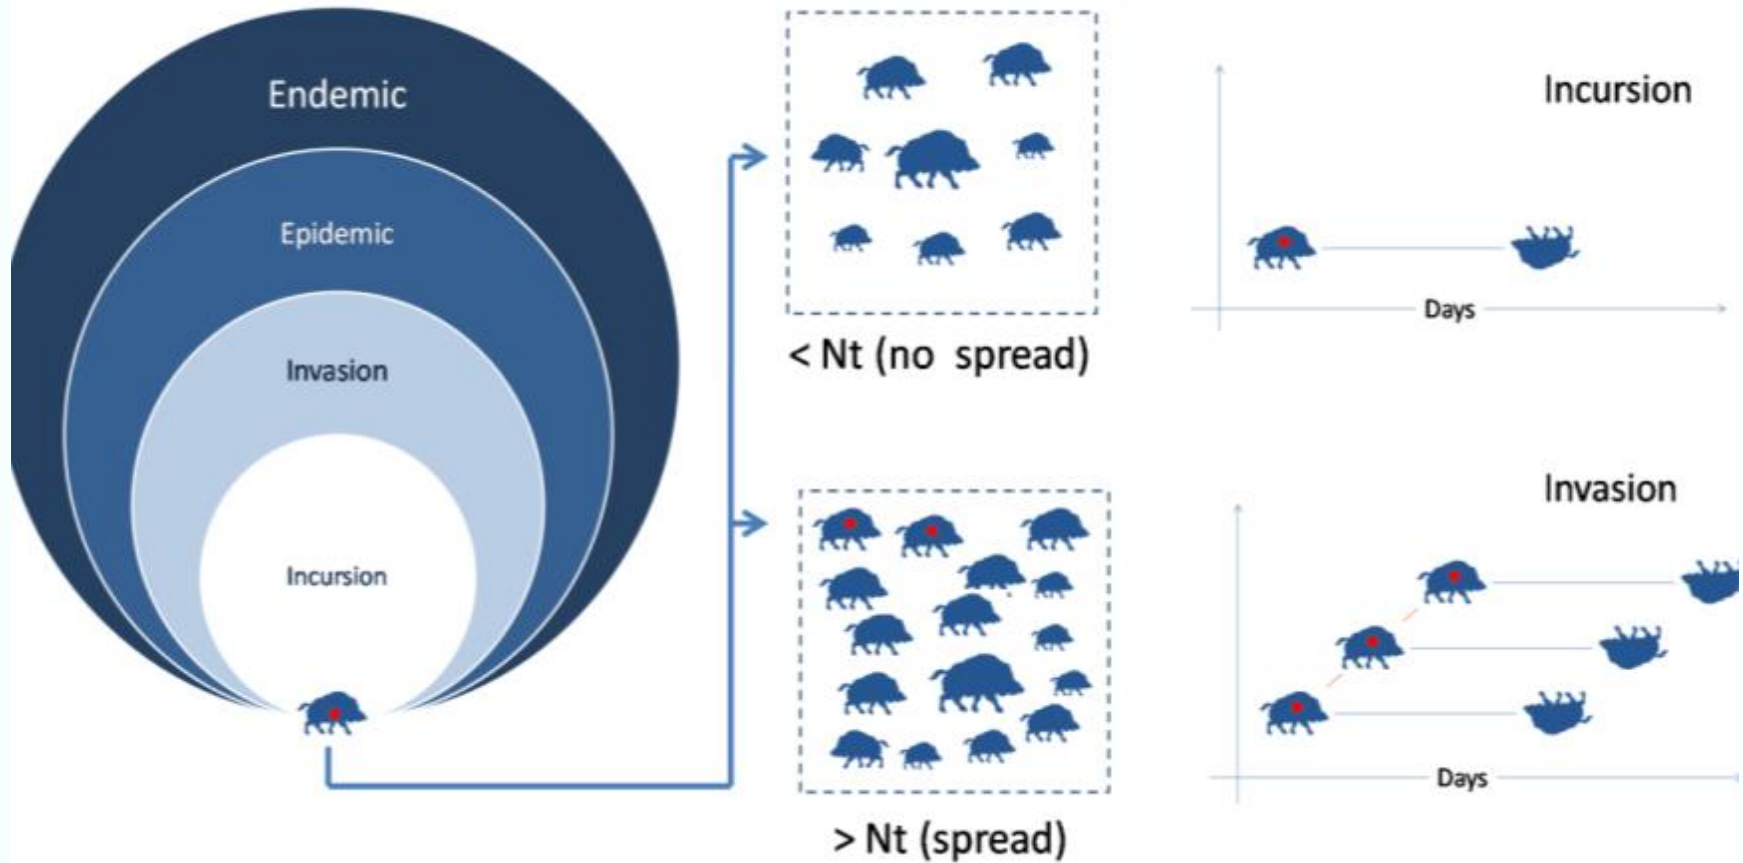 Endemic
Epidemic
Invasion
Incursion
< Nt (no spread)
> Nt (spread)
Incursion
Days
Invasion
Days